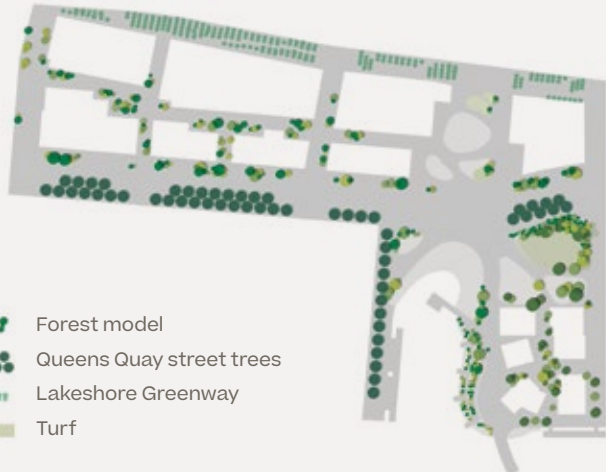 Forest model
Queens Quay street trees
Lakeshore Greenway
Turf